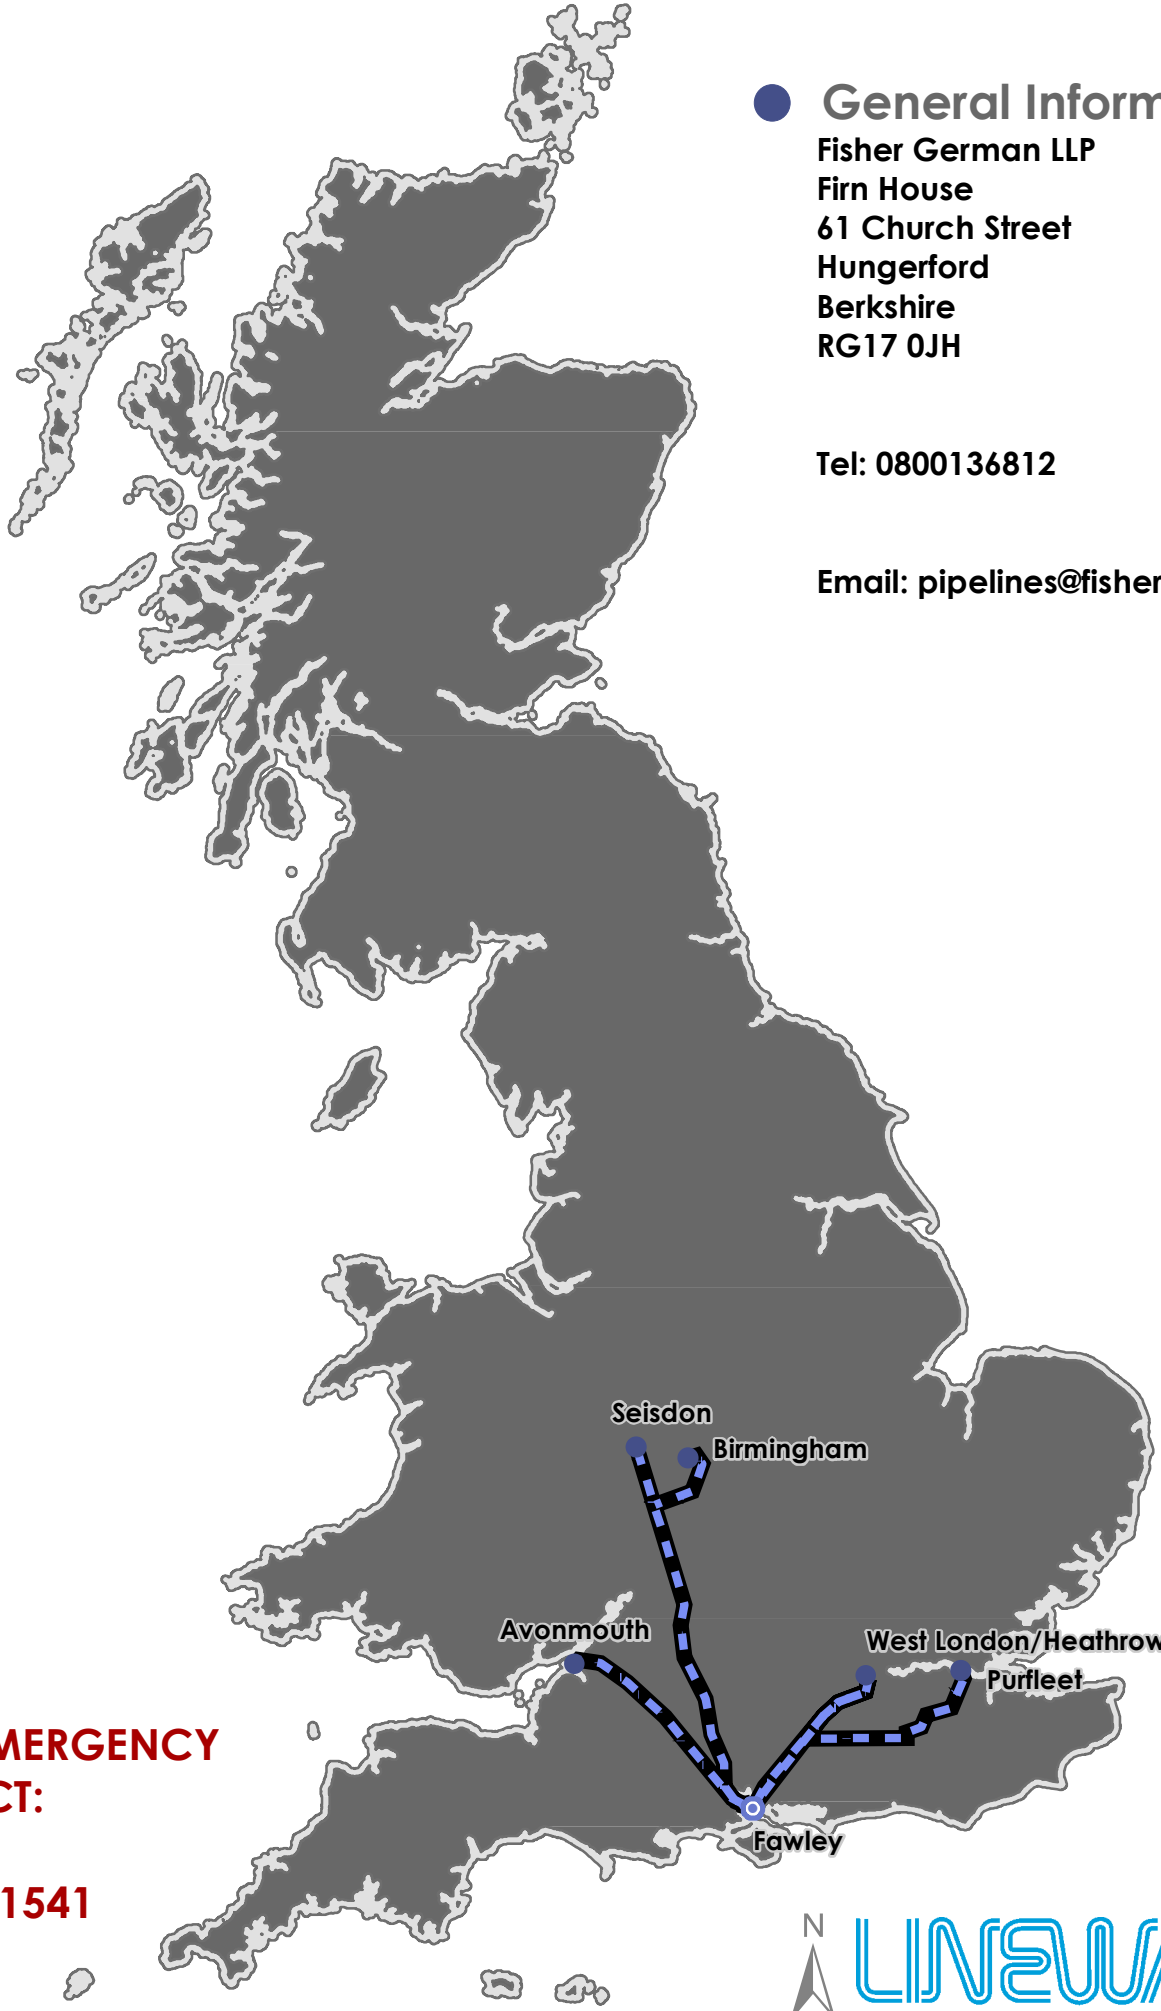 General Inform
Fisher German LLP
Firn House
61 Church Street
Hungerford
Berkshire
RG17 0JH
Tel: 0800136812
Email: pipelines@fisher
Seisdon
Birmingham
Avonmouth
West London/Heathrow
Purfleet
MERGENCY
CT:
Fawley
1541
N
LINEWA